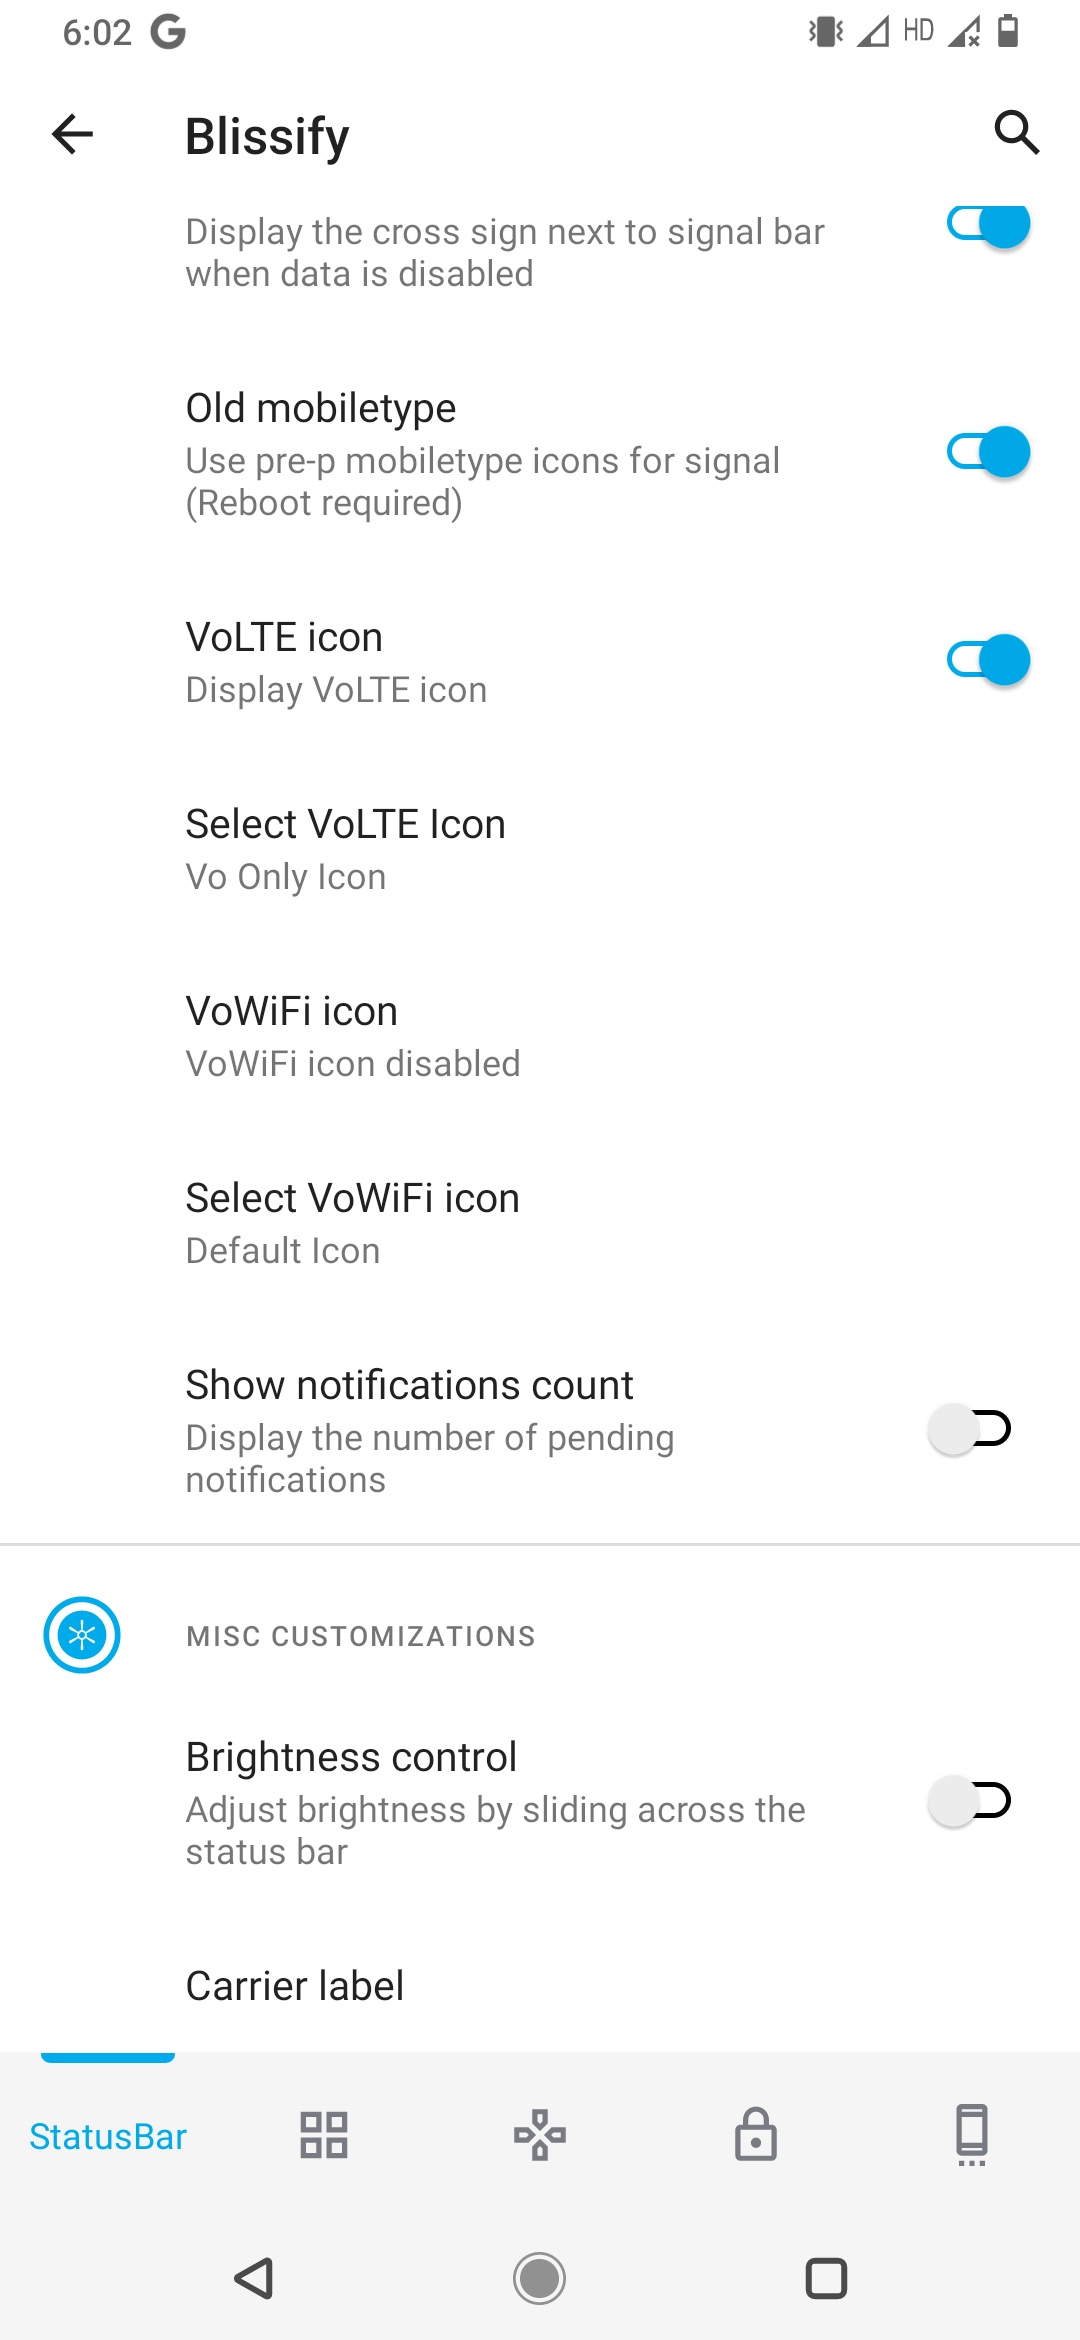 6:02 G HD
Blissify
Display the cross sign next to signal bar
when data is disabled
Old mobiletype
Use pre-p mobiletype icons for signal
(Reboot required)
VoLTE icon
Display VoLTE icon
Select VoLTE Icon
Vo Only Icon
VoWiFi icon
VoWiFi icon disabled
Select VoWiFi icon
Default Icon
Show notifications count
Display the number of pending
notifications
MISC CUSTOMIZATIONS
Brightness control
Adjust brightness by sliding across the
status bar
Carrier label
StatusBar